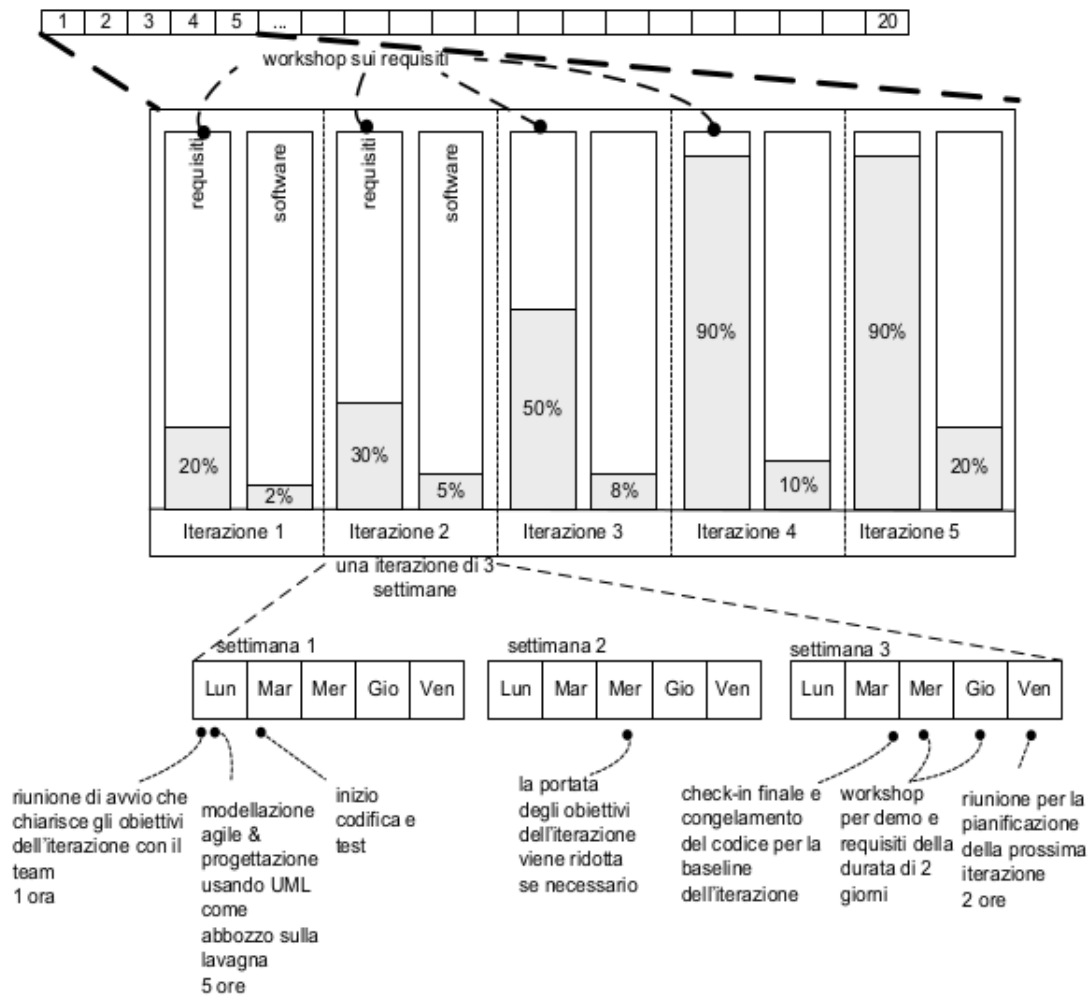 1 2 3 4 5 ... 20
workshop sui requisiti
requisiti software requisiti software
20% 2% 30% 5% 50% 8% 90% 10% 90% 20%
Iterazione 1 Iterazione 2 Iterazione 3 Iterazione 4 Iterazione 5
una iterazione di 3
settimane
settimana 1
Lun Mar Mer Gio Ven
settimana 2
Lun Mar Mer Gio Ven
settimana 3
Lun Mar Mer Gio Ven
riunione di avvio che
chiarisce gli obiettivi
dell'iterazione con il
team
1 ora
modellazione
agile &
progettazione
usando UML
come
abbozzo sulla
lavagna
5 ore
inizio
codifica e
test
la portata
degli obiettivi
dell'iterazione
viene ridotta
se necessario
check-in finale e
congelamento
del codice per la
baseline
dell'iterazione
workshop
per demo e
requisiti della
durata di 2
giorni
riunione per la
pianificazione
della prossima
iterazione
2 ore